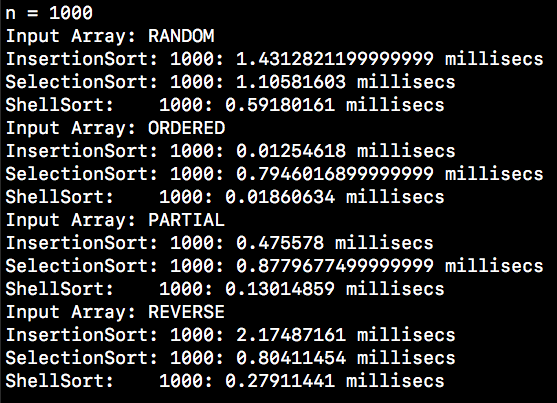 n = 1000
Input Array: RANDOM
InsertionSort: 1000: 1.4312821199999999 millisecs
SelectionSort: 1000: 1.10581603 millisecs
ShellSort:    1000: 0.59180161 millisecs
Input Array: ORDERED
InsertionSort: 1000: 0.01254618 millisecs
SelectionSort: 1000: 0.7946016899999999 millisecs
ShellSort:    1000: 0.01860634 millisecs
Input Array: PARTIAL
InsertionSort: 1000: 0.475578 millisecs
SelectionSort: 1000: 0.8779677499999999 millisecs
ShellSort:    1000: 0.13014859 millisecs
Input Array: REVERSE
InsertionSort: 1000: 2.17487161 millisecs
SelectionSort: 1000: 0.80411454 millisecs
ShellSort:    1000: 0.27911441 millisecs